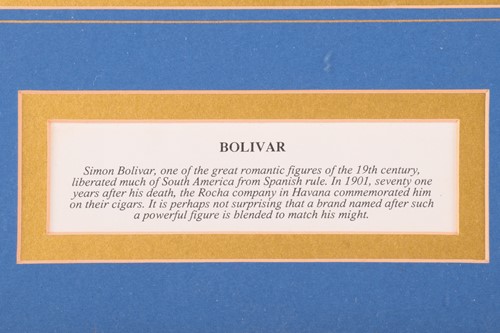 BOLIVAR
Simon Bolivar, one of the great romantic figures of the 19th century,
liberated much of South America from Spanish rule. In 1901, seventy one
years after his death, the Rocha company in Havana commemorated him
on their cigars. It is perhaps not surprising that a brand named after such
a powerful figure is blended to match his might.